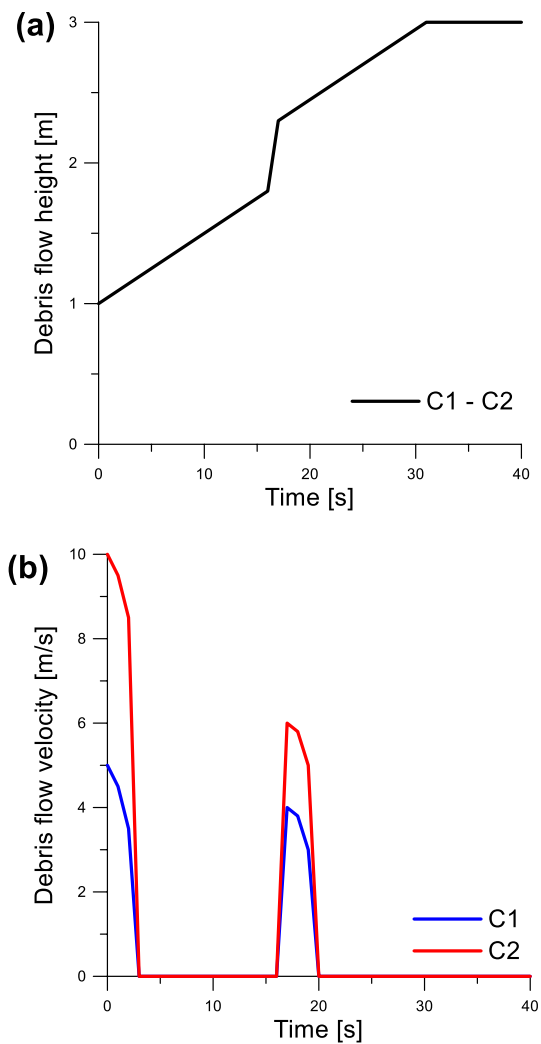 (a)
Debris flow height [m]
3
2
1
0
0 10 20 30 40
Time [s]
C1 - C2
(b)
Debris flow velocity [m/s]
10
8
6
4
2
0
0 10 20 30 40
Time [s]
C1
C2